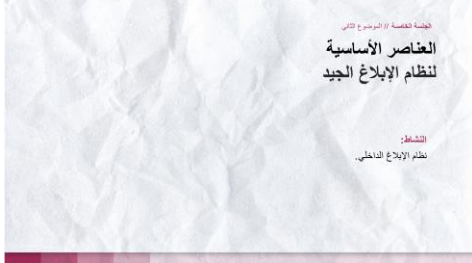 الجلسة الخامسة // الموضوع الثاني
العناصر الأساسية
لنظام الإبلاغ الجيد
النشاط:
نظام الإبلاغ الداخلي.